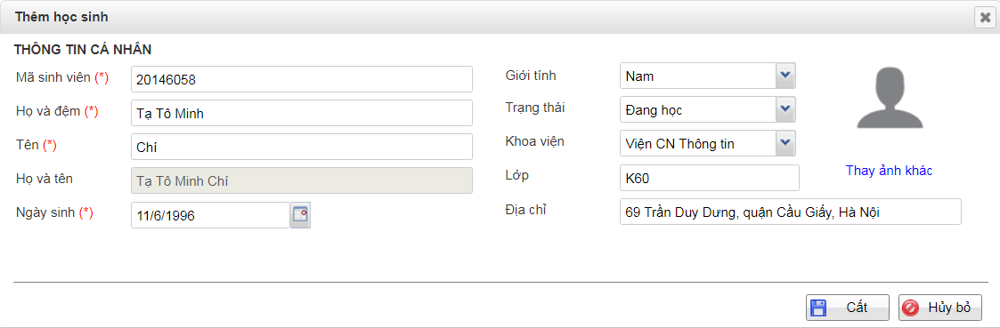 Thêm học sinh
THÔNG TIN CÁ NHÂN
Mã sinh viên (*) 20146058
Họ và đệm (*) Tạ Tô Minh
Tên (*) Chí
Họ và tên Tạ Tô Minh Chí
Ngày sinh (*) 11/6/1996
Giới tính Nam
Trạng thái Đang học
Khoa viện Viện CN Thông tin
Lớp K60
Địa chỉ 69 Trần Duy Dưng, quận Cầu Giấy, Hà Nội
Thay ảnh khác
Cất Hủy bỏ